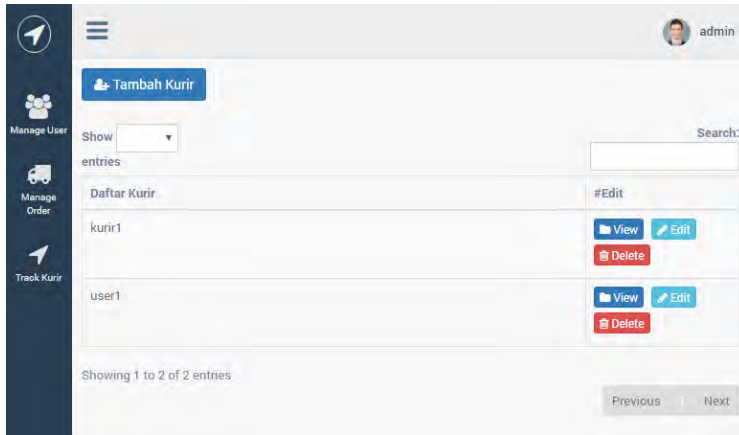 admin
Manage User
Manage
Order
Track Kurir
Tambah Kurir
Show
entries
Search:
Daftar Kurir
#Edit
kurir1
View
Edit
Delete
user1
View
Edit
Delete
Showing 1 to 2 of 2 entries
Previous
Next